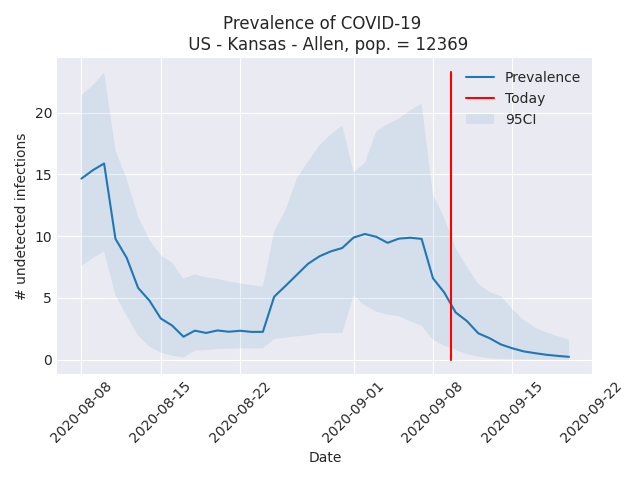 Prevalence of COVID-19
US - Kansas - Allen, pop. = 12369
Prevalence
Today
95CI
# undetected infections
20
15
10
5
0
2020-08-08
2020-08-15
2020-08-22
2020-09-01
2020-09-08
2020-09-15
2020-09-22
Date